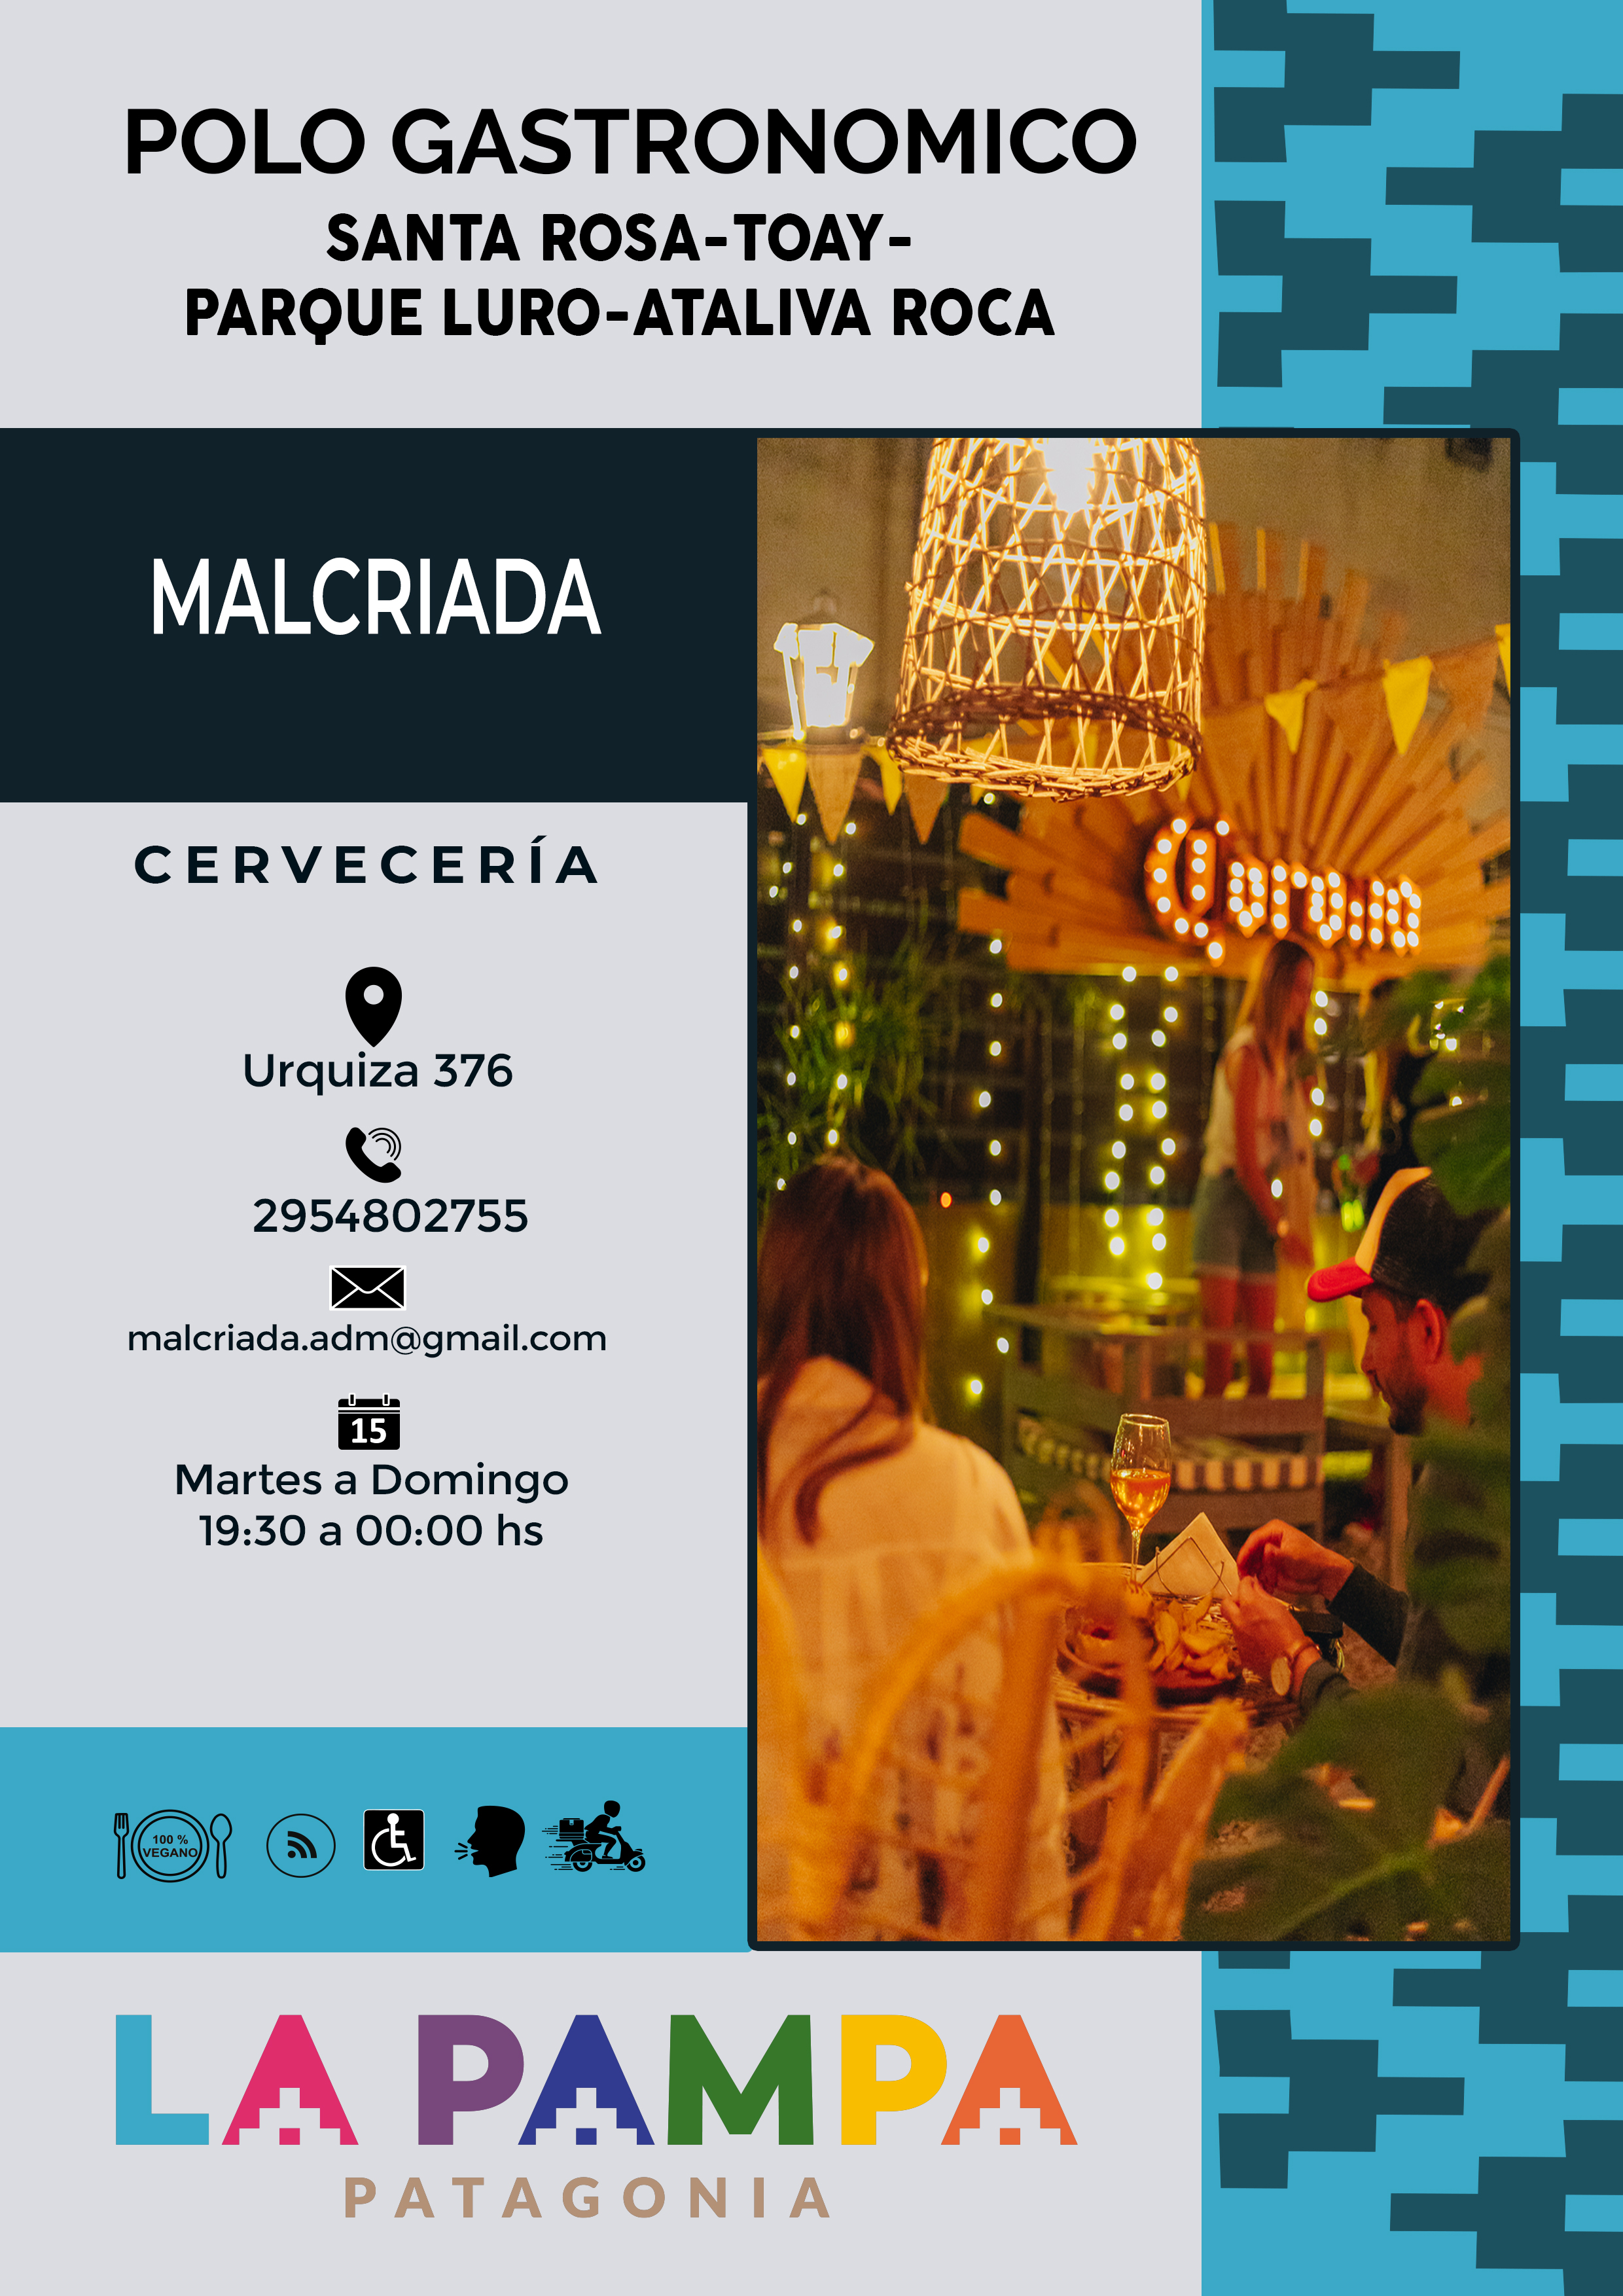 POLO GASTRONOMICO
SANTA ROSA-TOAY-
PARQUE LURO-ATALIVA ROCA
MALCRIADA
CERVECERÍA
Urquiza 376
2954802755
malcriada.adm@gmail.com
15
Martes a Domingo
19:30 a 00:00 hs
100 %
VEGANO
LA PAMPA
PATAGONIA